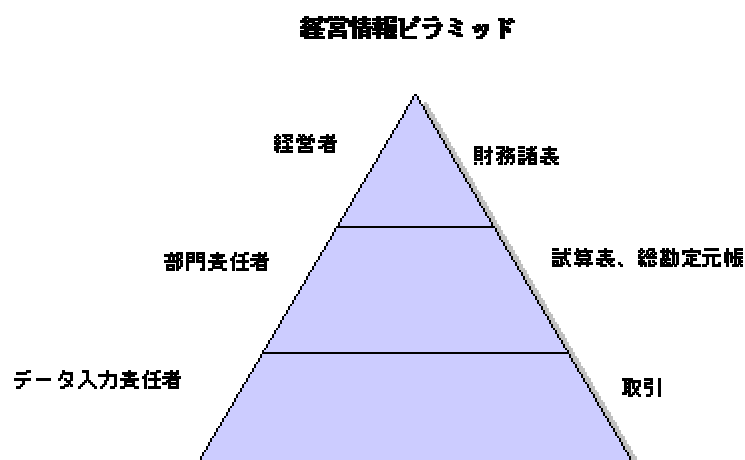 経営情報ピラミッド
経営者
財務諸表
部門責任者
試算表、総勘定元帳
データ入力責任者
取引